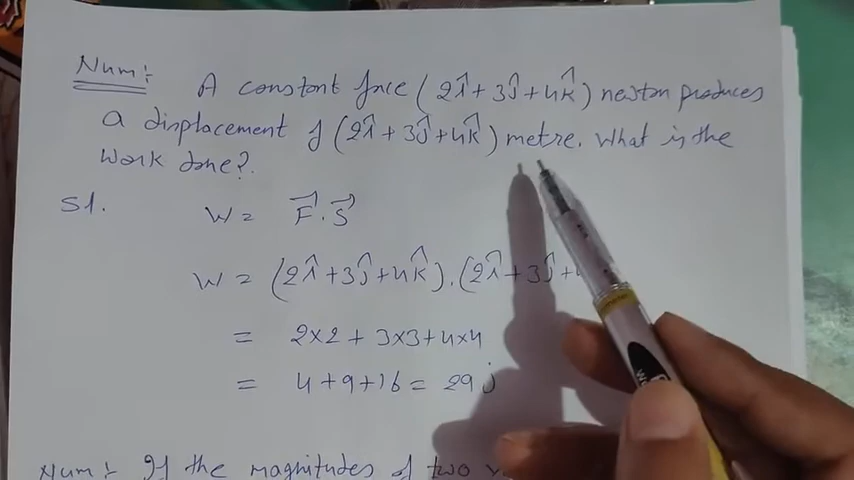 Num:- A constant force (2î + 3ĵ + 4k̂) newton produces
a displacement of (2î + 3ĵ + 4k̂) metre. What is the
work done?.
Sl. W = F⃗ . S⃗
W = (2î + 3ĵ + 4k̂) . (2î + 3ĵ +
= 2×2 + 3×3 + 4×4
= 4 + 9 + 16 = 29 j
Num:- If the magnitudes of two